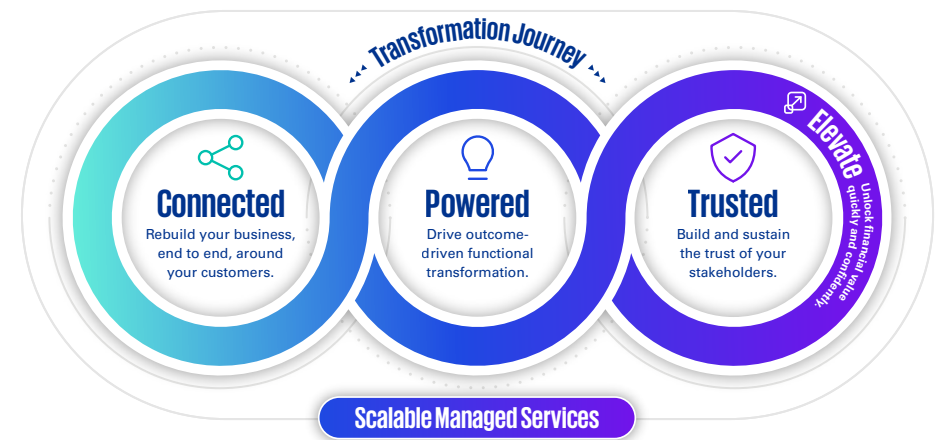 Transformation Journey
Connected
Rebuild your business,
end to end, around
your customers.
Powered
Drive outcome-
driven functional
transformation.
Trusted
Build and sustain
the trust of your
stakeholders.
Elevate
Unlock financial value
quickly and confidently.
Scalable Managed Services